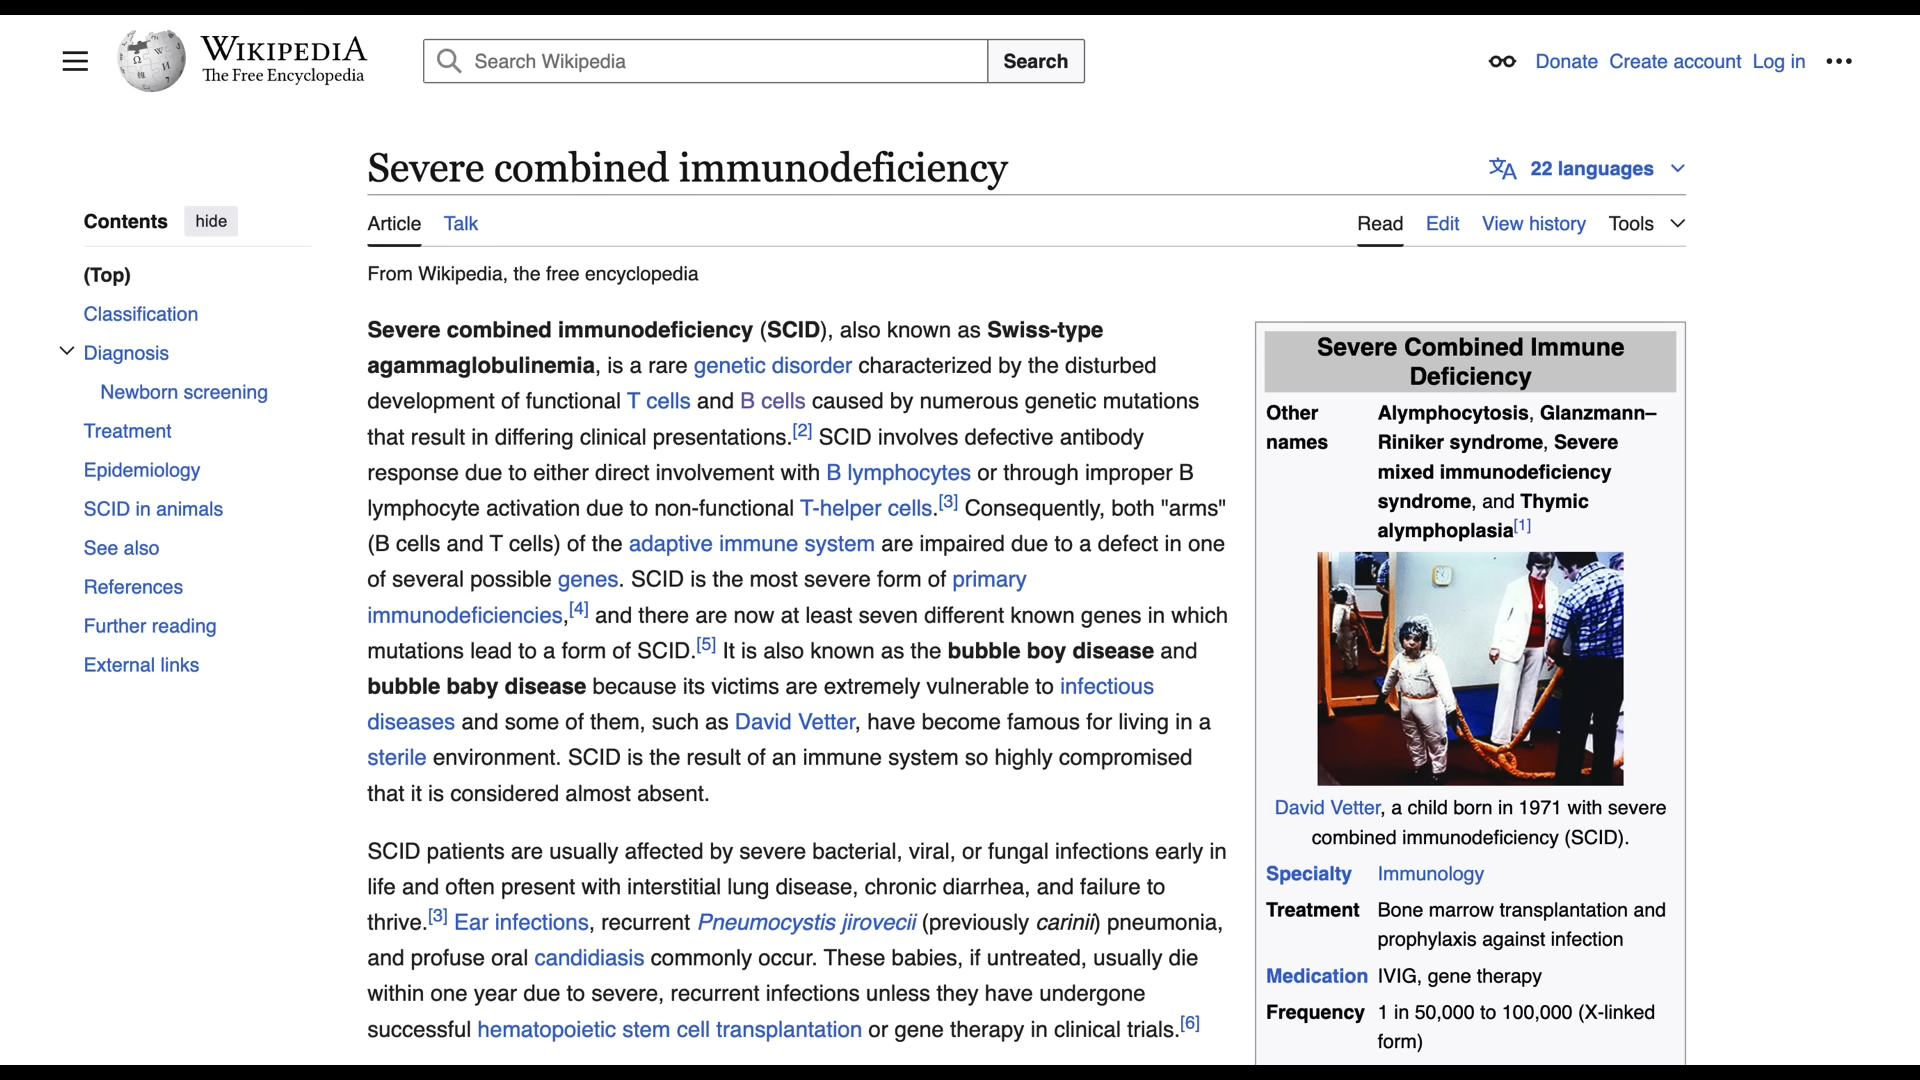 WIKIPEDIA
The Free Encyclopedia
Search Wikipedia
Search
Donate Create account Log in
Severe combined immunodeficiency
22 languages
Contents hide
Article Talk
Read Edit View history Tools
(Top)
Classification
Diagnosis
Newborn screening
Treatment
Epidemiology
SCID in animals
See also
References
Further reading
External links
From Wikipedia, the free encyclopedia
Severe combined immunodeficiency (SCID), also known as Swiss-type
agammaglobulinemia, is a rare genetic disorder characterized by the disturbed
development of functional T cells and B cells caused by numerous genetic mutations
that result in differing clinical presentations.[2] SCID involves defective antibody
response due to either direct involvement with B lymphocytes or through improper B
lymphocyte activation due to non-functional T-helper cells.[3] Consequently, both "arms"
(B cells and T cells) of the adaptive immune system are impaired due to a defect in one
of several possible genes. SCID is the most severe form of primary
immunodeficiencies,[4] and there are now at least seven different known genes in which
mutations lead to a form of SCID.[5] It is also known as the bubble boy disease and
bubble baby disease because its victims are extremely vulnerable to infectious
diseases and some of them, such as David Vetter, have become famous for living in a
sterile environment. SCID is the result of an immune system so highly compromised
that it is considered almost absent.
SCID patients are usually affected by severe bacterial, viral, or fungal infections early in
life and often present with interstitial lung disease, chronic diarrhea, and failure to
thrive.[3] Ear infections, recurrent Pneumocystis jirovecii (previously carinii) pneumonia,
and profuse oral candidiasis commonly occur. These babies, if untreated, usually die
within one year due to severe, recurrent infections unless they have undergone
successful hematopoietic stem cell transplantation or gene therapy in clinical trials.[6]
Severe Combined Immune
Deficiency
Other names
Alymphocytosis, Glanzmann–
Riniker syndrome, Severe
mixed immunodeficiency
syndrome, and Thymic
alymphoplasia[1]
David Vetter, a child born in 1971 with severe
combined immunodeficiency (SCID).
Specialty Immunology
Treatment Bone marrow transplantation and
prophylaxis against infection
Medication IVIG, gene therapy
Frequency 1 in 50,000 to 100,000 (X-linked
form)